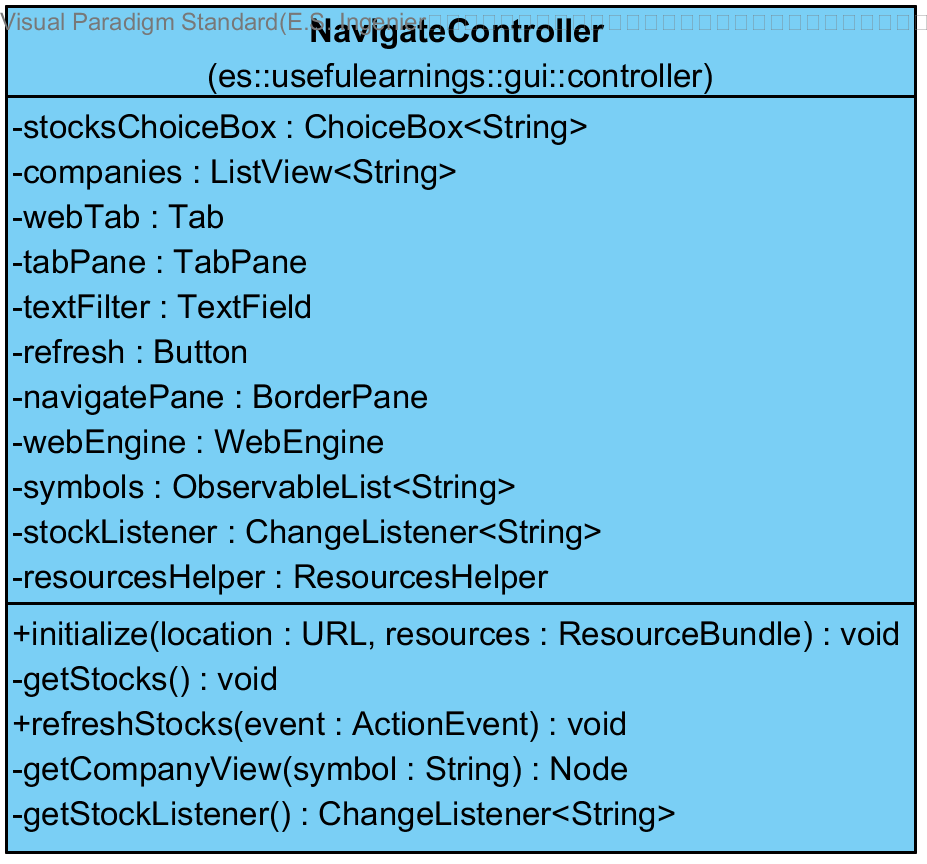 Visual Paradigm Standard(E.S. Ingenier
NavigateController
(es::usefulearnings::gui::controller)
-stocksChoiceBox : ChoiceBox<String>
-companies : ListView<String>
-webTab : Tab
-tabPane : TabPane
-textFilter : TextField
-refresh : Button
-navigatePane : BorderPane
-webEngine : WebEngine
-symbols : ObservableList<String>
-stockListener : ChangeListener<String>
-resourcesHelper : ResourcesHelper
+initialize(location : URL, resources : ResourceBundle) : void
-getStocks() : void
+refreshStocks(event : ActionEvent) : void
-getCompanyView(symbol : String) : Node
-getStockListener() : ChangeListener<String>